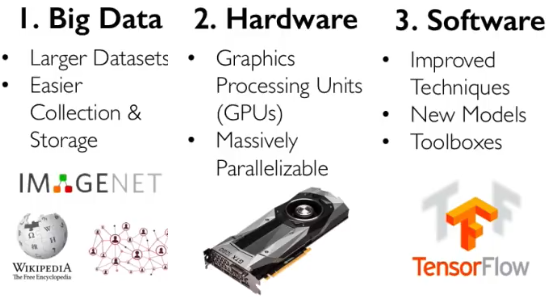 1. Big Data
• Larger Datasets
• Easier
Collection &
Storage
IMAGENET
WIKIPEDIA
The Free Encyclopedia
2. Hardware
• Graphics
Processing Units
(GPUs)
• Massively
Parallelizable
3. Software
• Improved
Techniques
• New Models
• Toolboxes
TensorFlow